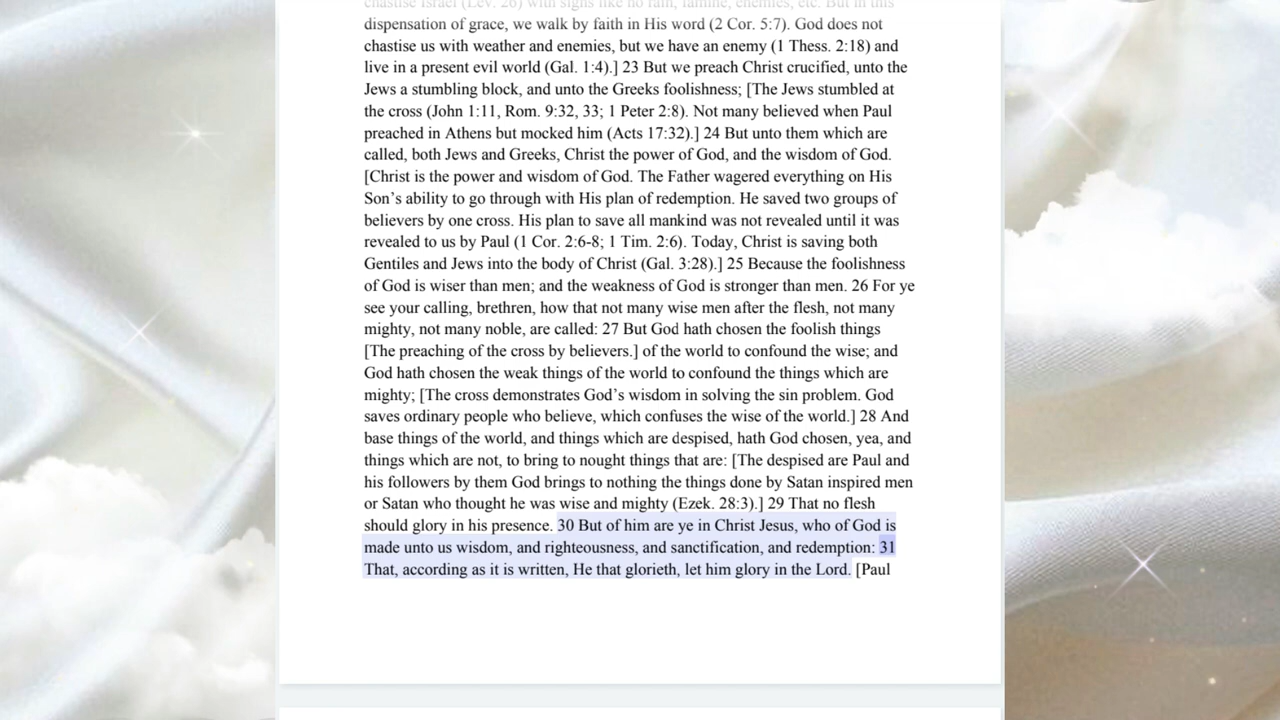 chastise Israel (Lev. 26) with signs like no rain, famine, enemies, etc. But in this
dispensation of grace, we walk by faith in His word (2 Cor. 5:7). God does not
chastise us with weather and enemies, but we have an enemy (1 Thess. 2:18) and
live in a present evil world (Gal. 1:4).] 23 But we preach Christ crucified, unto the
Jews a stumbling block, and unto the Greeks foolishness; [The Jews stumbled at
the cross (John 1:11, Rom. 9:32, 33; 1 Peter 2:8). Not many believed when Paul
preached in Athens but mocked him (Acts 17:32).] 24 But unto them which are
called, both Jews and Greeks, Christ the power of God, and the wisdom of God.
[Christ is the power and wisdom of God. The Father wagered everything on His
Son’s ability to go through with His plan of redemption. He saved two groups of
believers by one cross. His plan to save all mankind was not revealed until it was
revealed to us by Paul (1 Cor. 2:6-8; 1 Tim. 2:6). Today, Christ is saving both
Gentiles and Jews into the body of Christ (Gal. 3:28).] 25 Because the foolishness
of God is wiser than men; and the weakness of God is stronger than men. 26 For ye
see your calling, brethren, how that not many wise men after the flesh, not many
mighty, not many noble, are called: 27 But God hath chosen the foolish things
[The preaching of the cross by believers.] of the world to confound the wise; and
God hath chosen the weak things of the world to confound the things which are
mighty; [The cross demonstrates God’s wisdom in solving the sin problem. God
saves ordinary people who believe, which confuses the wise of the world.] 28 And
base things of the world, and things which are despised, hath God chosen, yea, and
things which are not, to bring to nought things that are: [The despised are Paul and
his followers by them God brings to nothing the things done by Satan inspired men
or Satan who thought he was wise and mighty (Ezek. 28:3).] 29 That no flesh
should glory in his presence. 30 But of him are ye in Christ Jesus, who of God is
made unto us wisdom, and righteousness, and sanctification, and redemption: 31
That, according as it is written, He that glorieth, let him glory in the Lord. [Paul